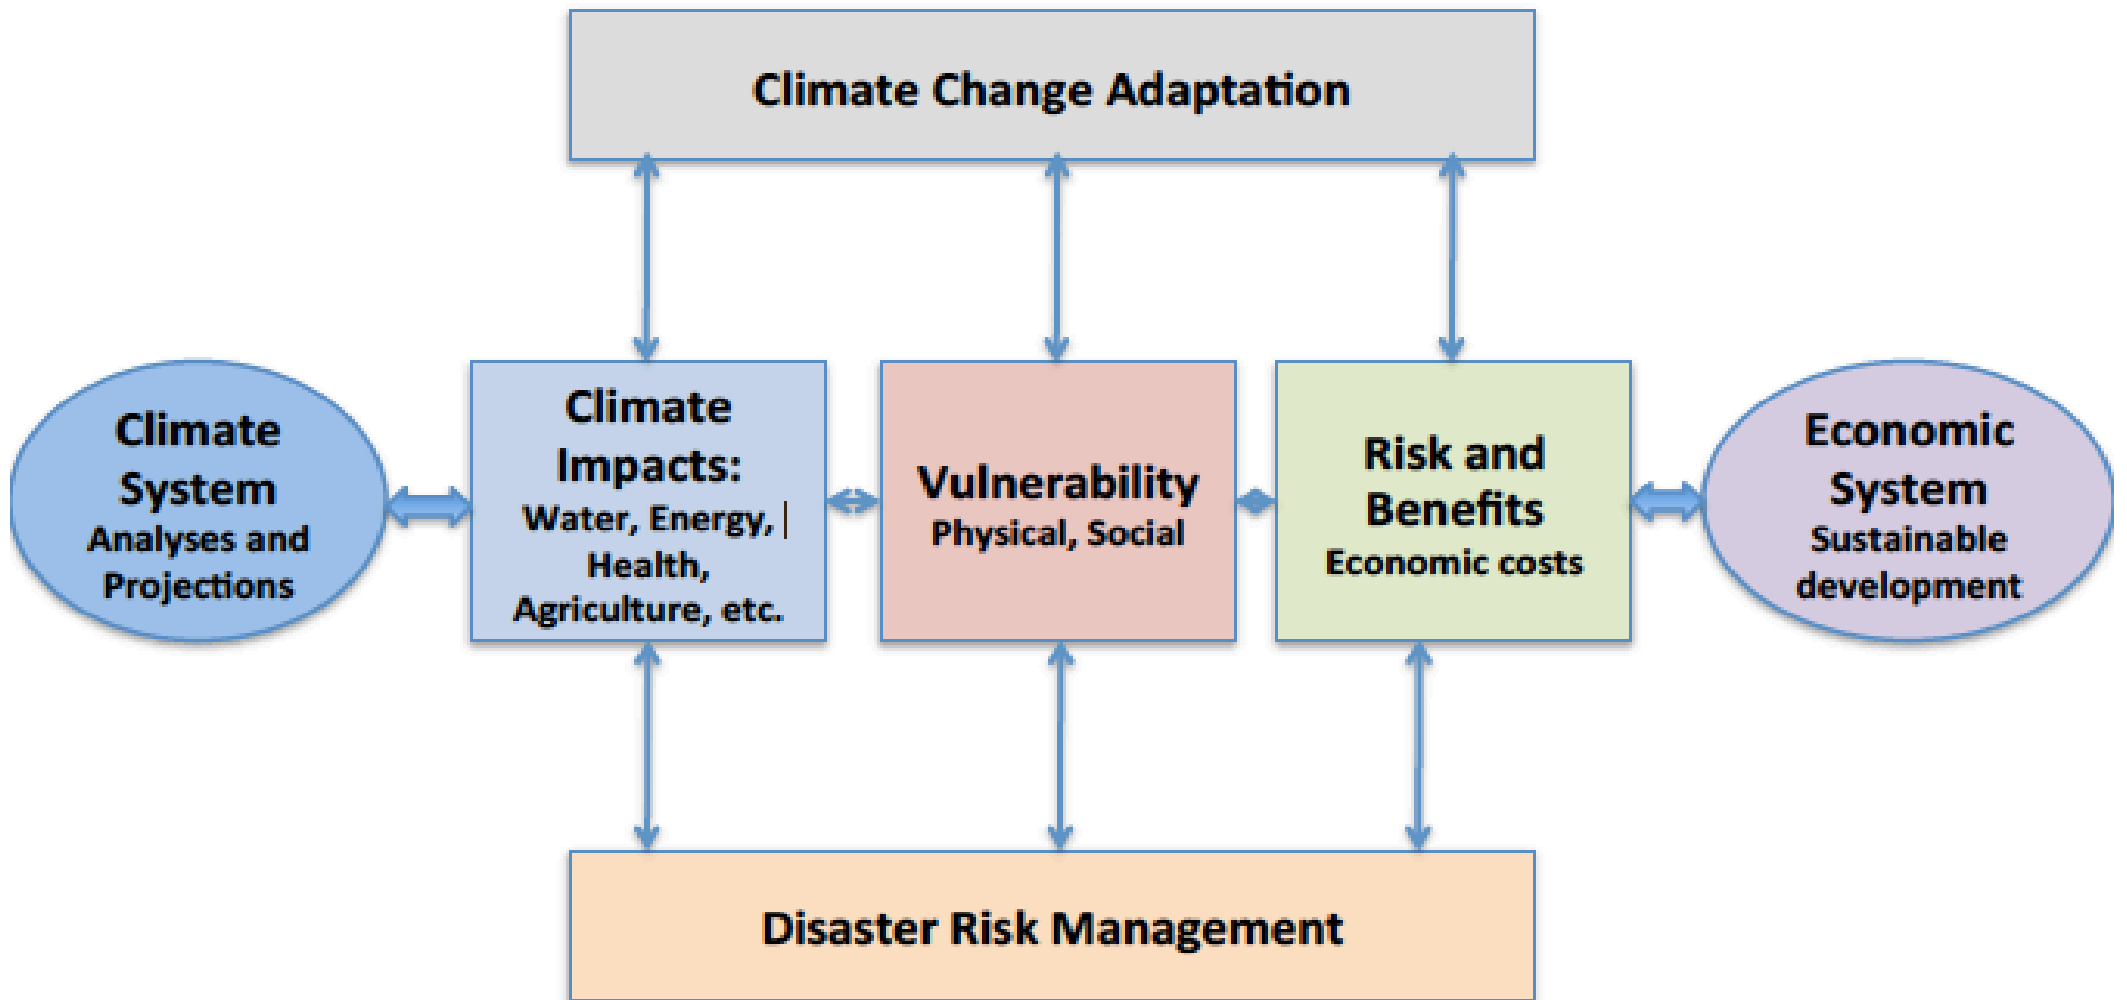 Climate Change Adaptation
Climate
System
Analyses and
Projections
Climate
Impacts:
Water, Energy,
Health,
Agriculture, etc.
Vulnerability
Physical, Social
Risk and
Benefits
Economic costs
Economic
System
Sustainable
development
Disaster Risk Management